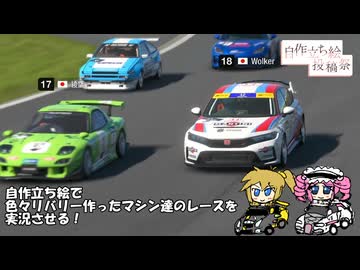 18 Wolker
17
自作立ち絵
投稿祭
自作立ち絵で
色々リバリー作ったマシン達のレースを
実況させる！